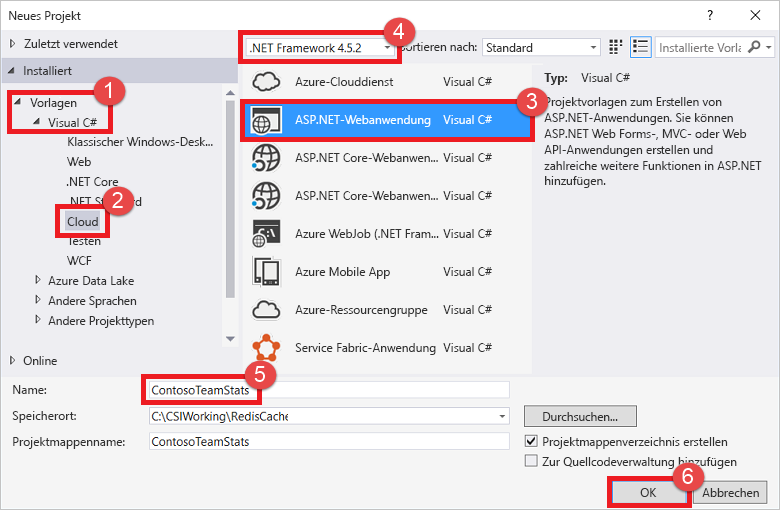 Neues Projekt
Zuletzt verwendet
.NET Framework 4.5.2
4
Sortieren nach:
Standard
Installierte Vorla
Installiert
1
Vorlagen
Visual C#
Klassischer Windows-Desk...
Web
.NET Core
.NET Standard
2
Cloud
Testen
WCF
Azure Data Lake
Andere Sprachen
Andere Projekttypen
Online
Azure-Clouddienst Visual C#
3
ASP.NET-Webanwendung Visual C#
ASP.NET Core-Webanwen... Visual C#
ASP.NET Core-Webanwen... Visual C#
Azure WebJob (.NET Fram... Visual C#
Azure Mobile App Visual C#
Azure-Ressourcengruppe Visual C#
Service Fabric-Anwendung Visual C#
Typ: Visual C#
Projektvorlagen zum Erstellen von
ASP.NET-Anwendungen. Sie können
ASP.NET Web Forms-, MVC- oder Web
API-Anwendungen erstellen und
zahlreiche weitere Funktionen in ASP.NET
hinzufügen.
5
Name: ContosoTeamStats
Speicherort: C:\CSIWorking\RedisCache
Durchsuchen...
Projektmappenname: ContosoTeamStats
Projektmappenverzeichnis erstellen
Zur Quellcodeverwaltung hinzufügen
6
OK
Abbrechen